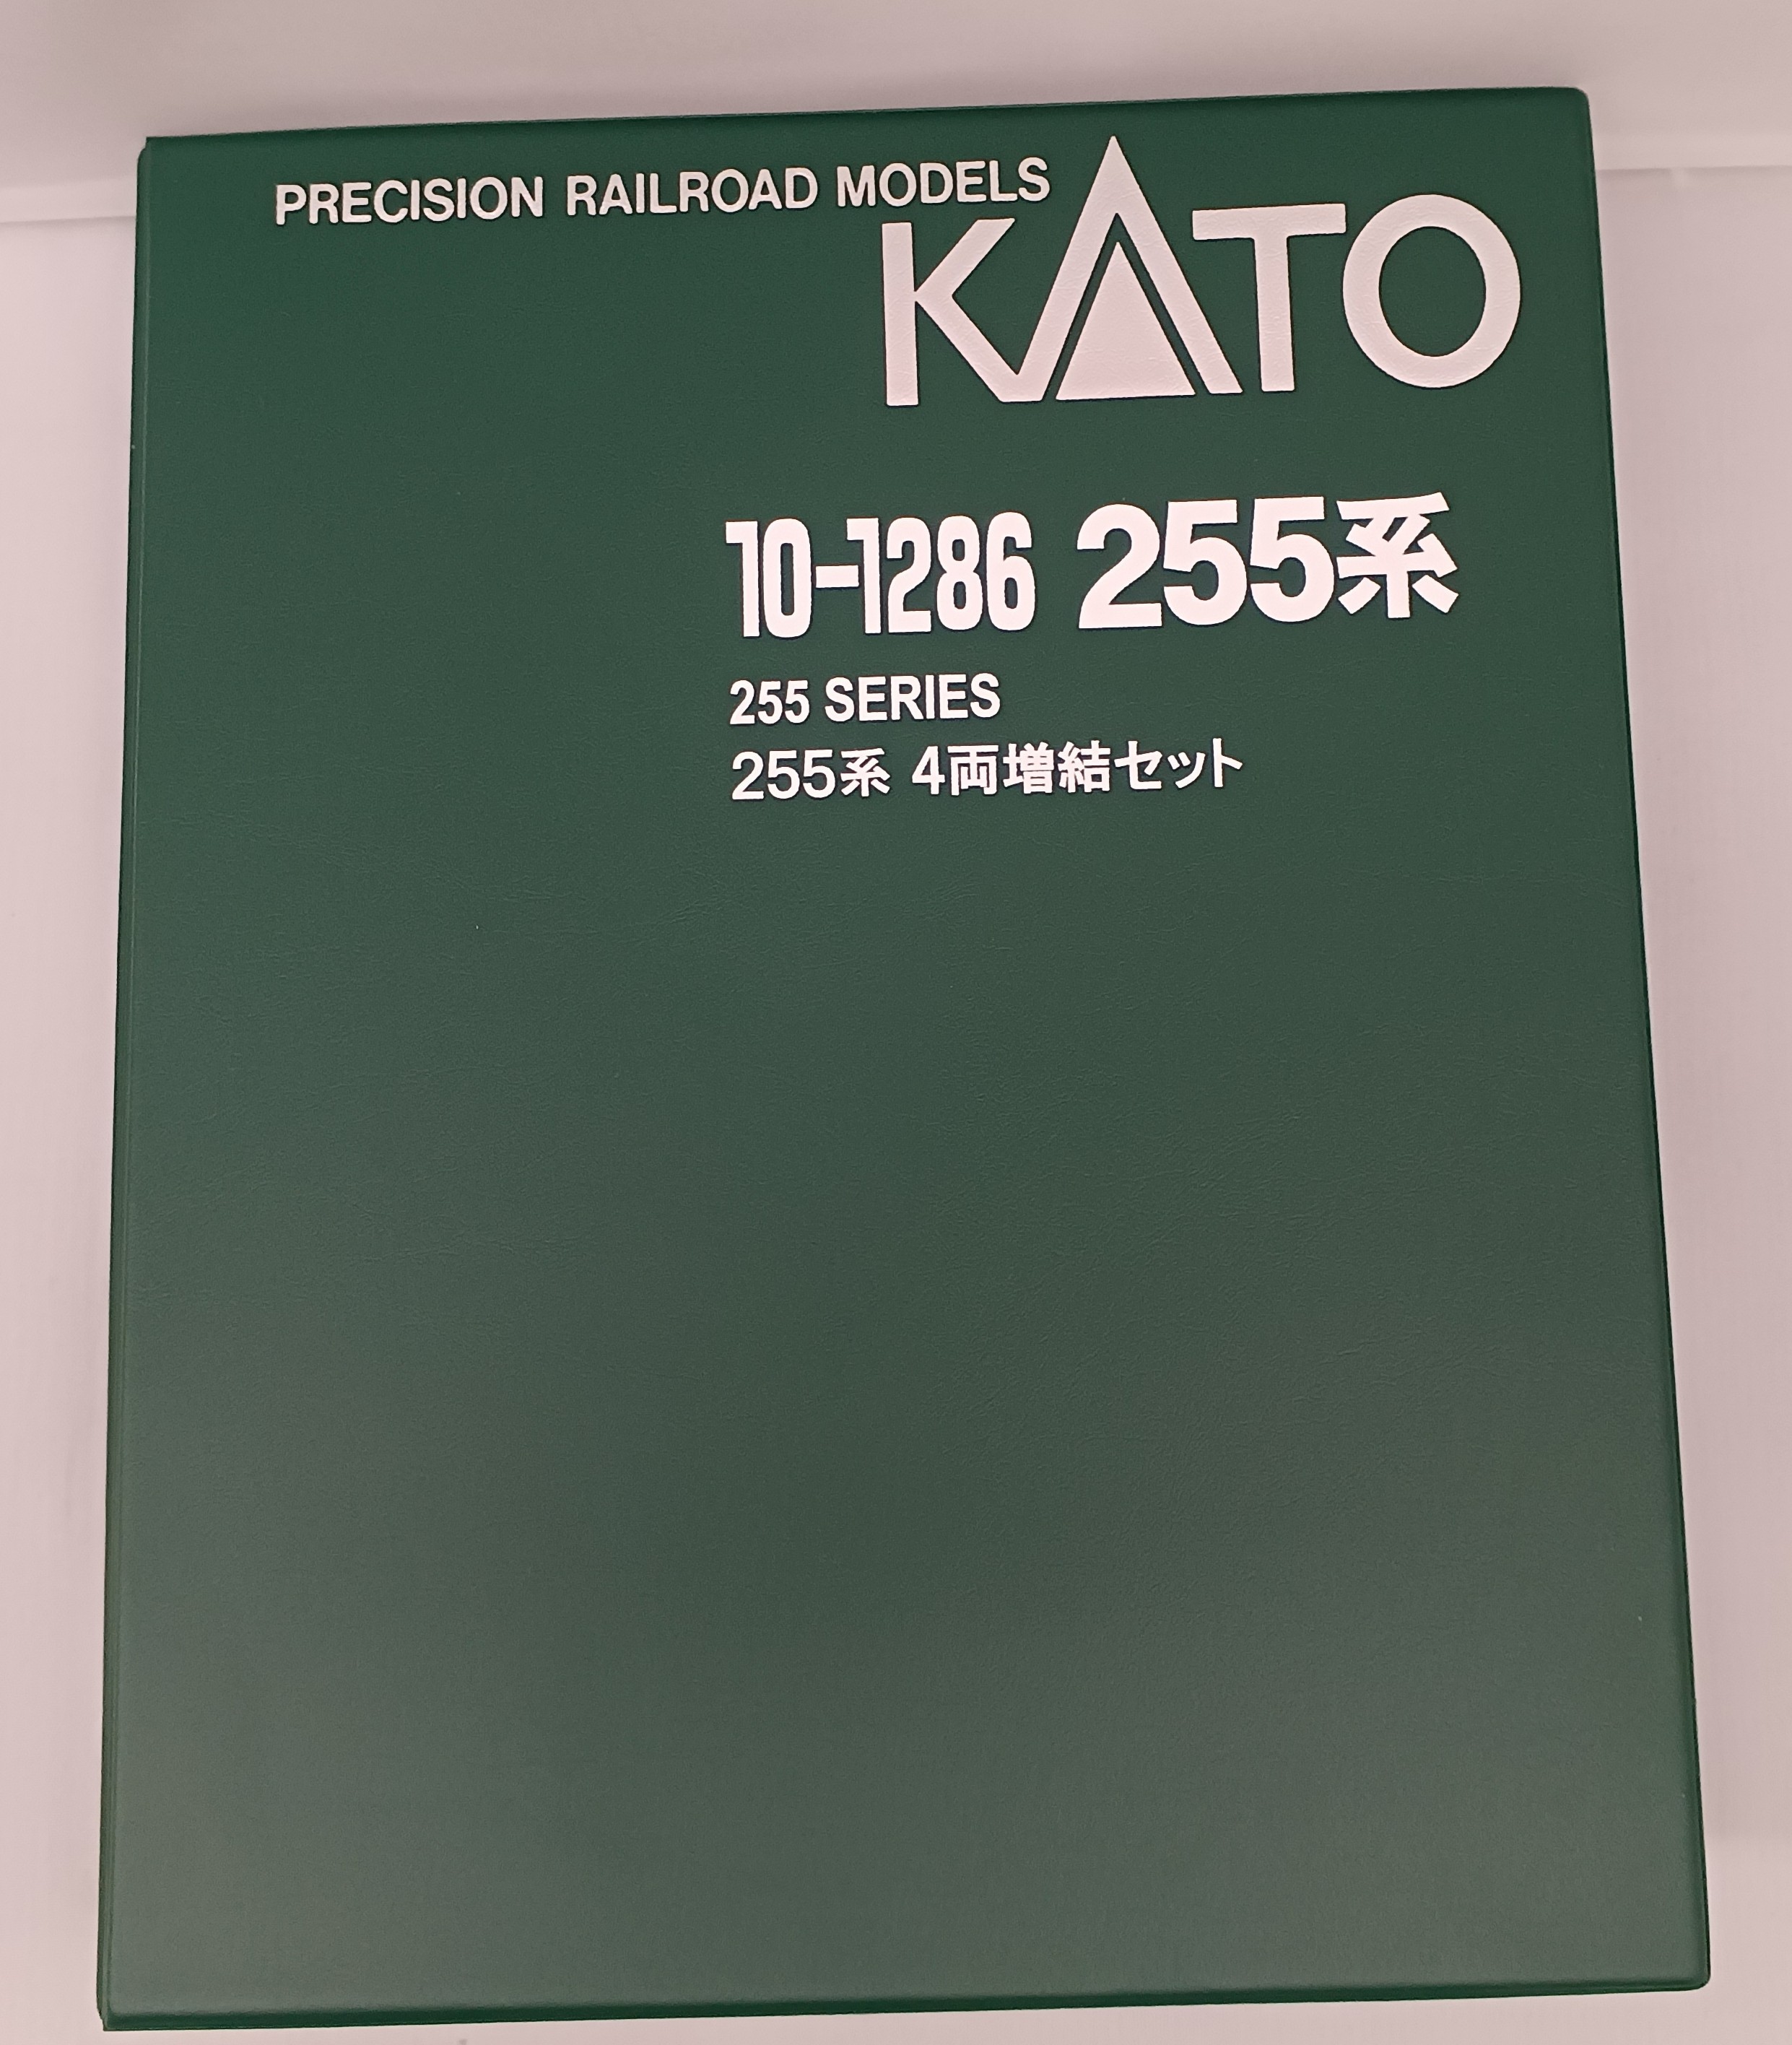 PRECISION RAILROAD MODELS
KATO
10-1286 255系
255 SERIES
255系 4両増結セット